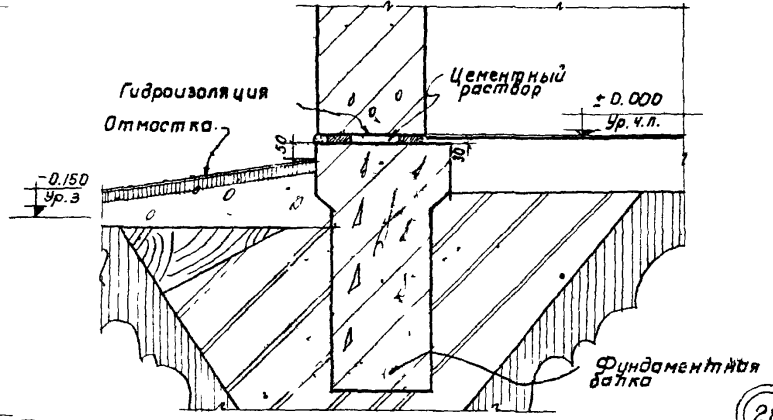 Гидроизоляция
Цементный
раствор
Отмостка
± 0.000
Ур.ч.п.
50
30
-0.150
Ур.з
Фундаментная
балка